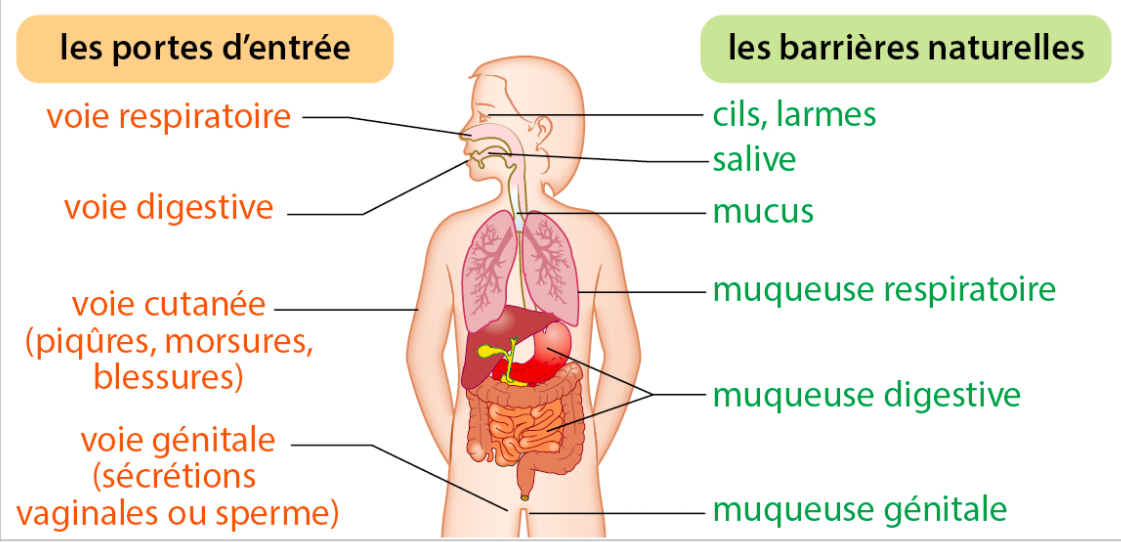 les portes d’entrée
voie respiratoire
voie digestive
voie cutanée
(piqûres, morsures,
blessures)
voie génitale
(sécrétions
vaginales ou sperme)
les barrières naturelles
cils, larmes
salive
mucus
muqueuse respiratoire
muqueuse digestive
muqueuse génitale